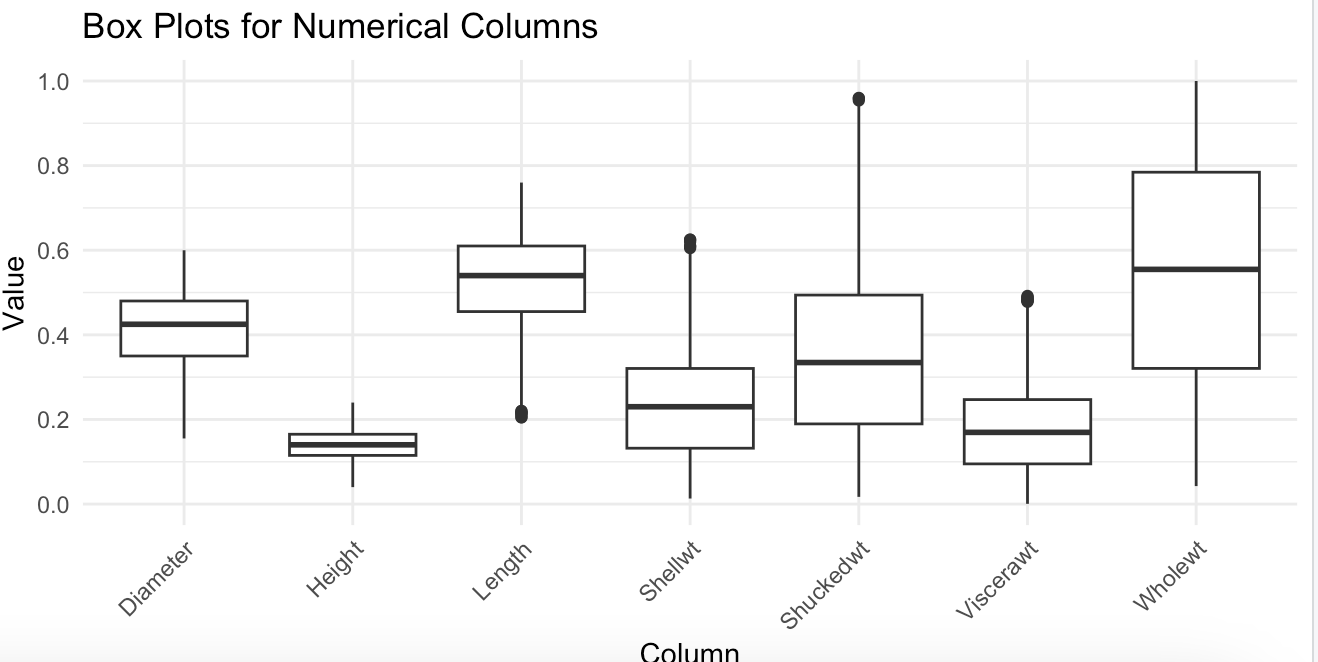 Box Plots for Numerical Columns
1.0
0.8
0.6
0.4
0.2
0.0
Value
Diameter
Height
Length
Shellwt
Shuckedwt
Viscerawt
Wholewt
Column